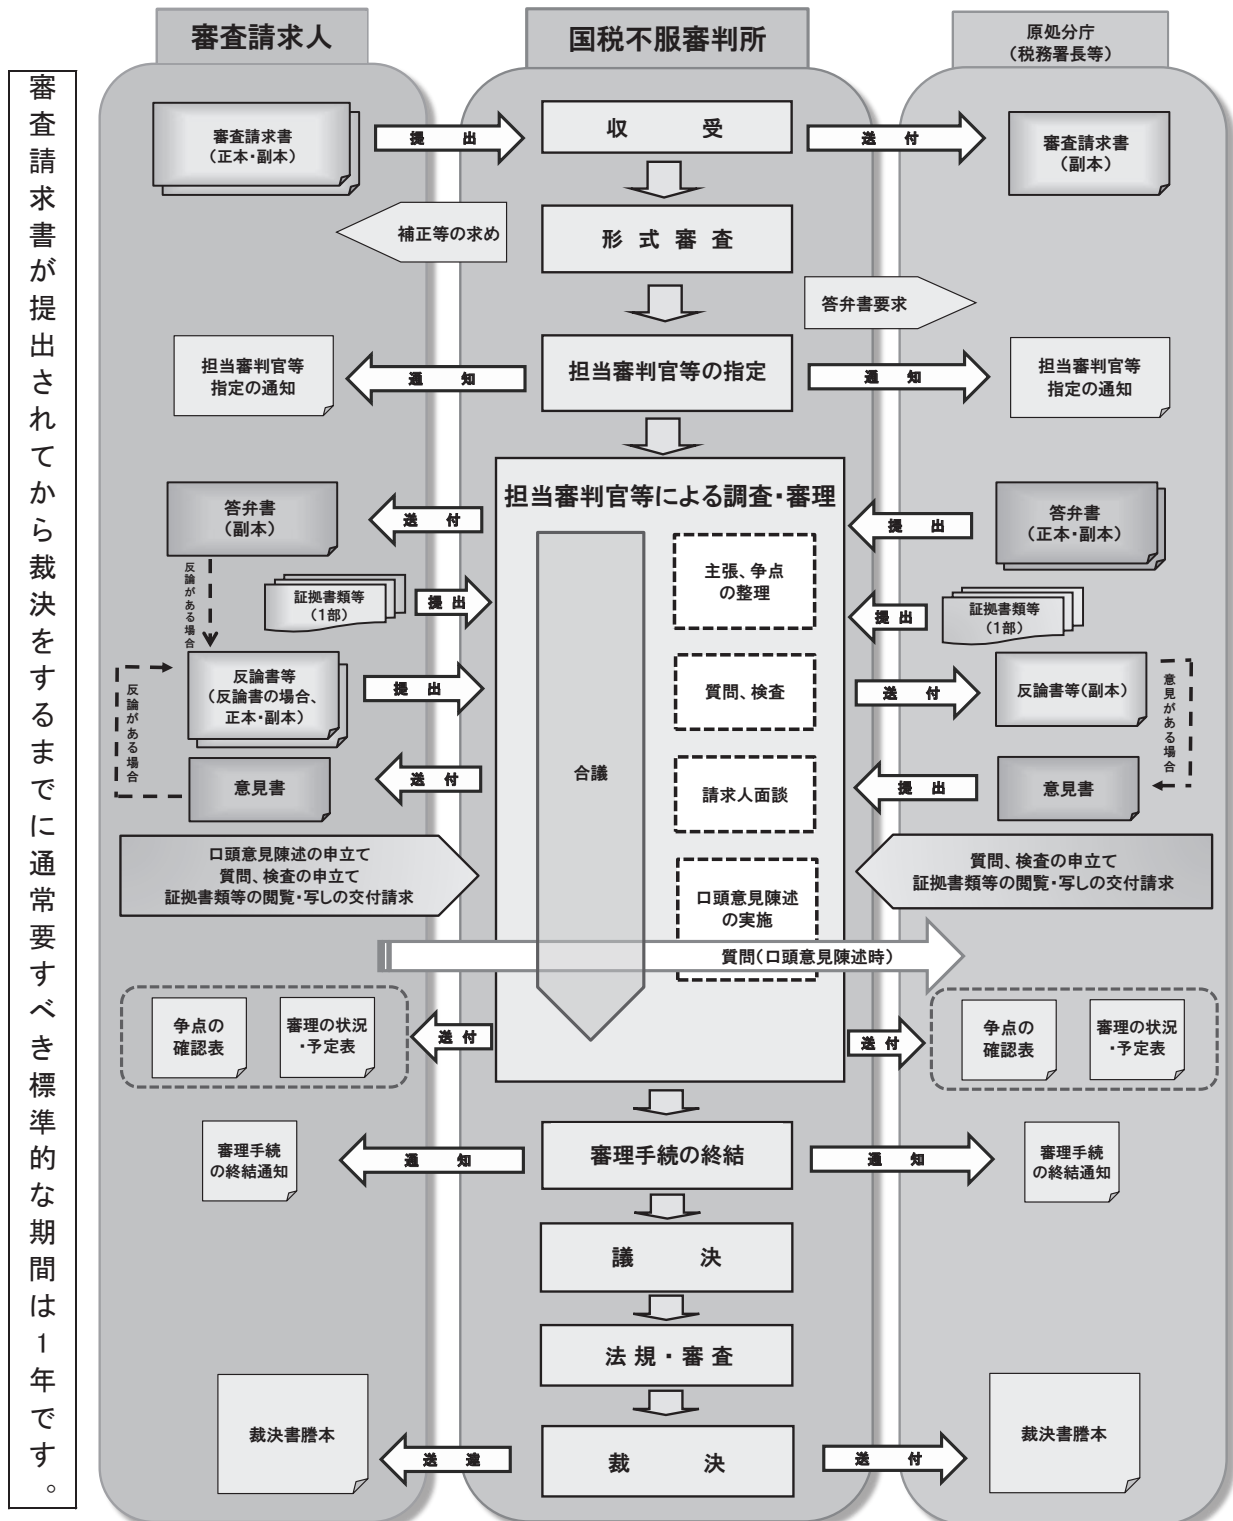 審査請求人
国税不服審判所
原処分庁
(税務署長等)
審査請求書が提出されてから裁決をするまでに通常要すべき標準的な期間は1年です。
審査請求書
(正本・副本)
提出
収受
送付
審査請求書
(副本)
補正等の求め
形式審査
答弁書要求
担当審判官等
指定の通知
通知
担当審判官等の指定
通知
担当審判官等
指定の通知
担当審判官等による調査・審理
答弁書
(副本)
送付
提出
答弁書
(正本・副本)
反論がある場合
証拠書類等
(1部)
提出
主張、争点
の整理
提出
証拠書類等
(1部)
反論がある場合
反論書等
(反論書の場合、
正本・副本)
提出
質問、検査
送付
反論書等(副本)
意見がある場合
意見書
送付
合議
請求人面談
提出
意見書
口頭意見陳述の申立て
質問、検査の申立て
証拠書類等の閲覧・写しの交付請求
口頭意見陳述
の実施
質問、検査の申立て
証拠書類等の閲覧・写しの交付請求
質問(口頭意見陳述時)
争点の
確認表
審理の状況
・予定表
送付
送付
争点の
確認表
審理の状況
・予定表
審理手続
の終結通知
通知
審理手続の終結
通知
審理手続
の終結通知
議決
法規・審査
裁決書謄本
送達
裁決
送付
裁決書謄本